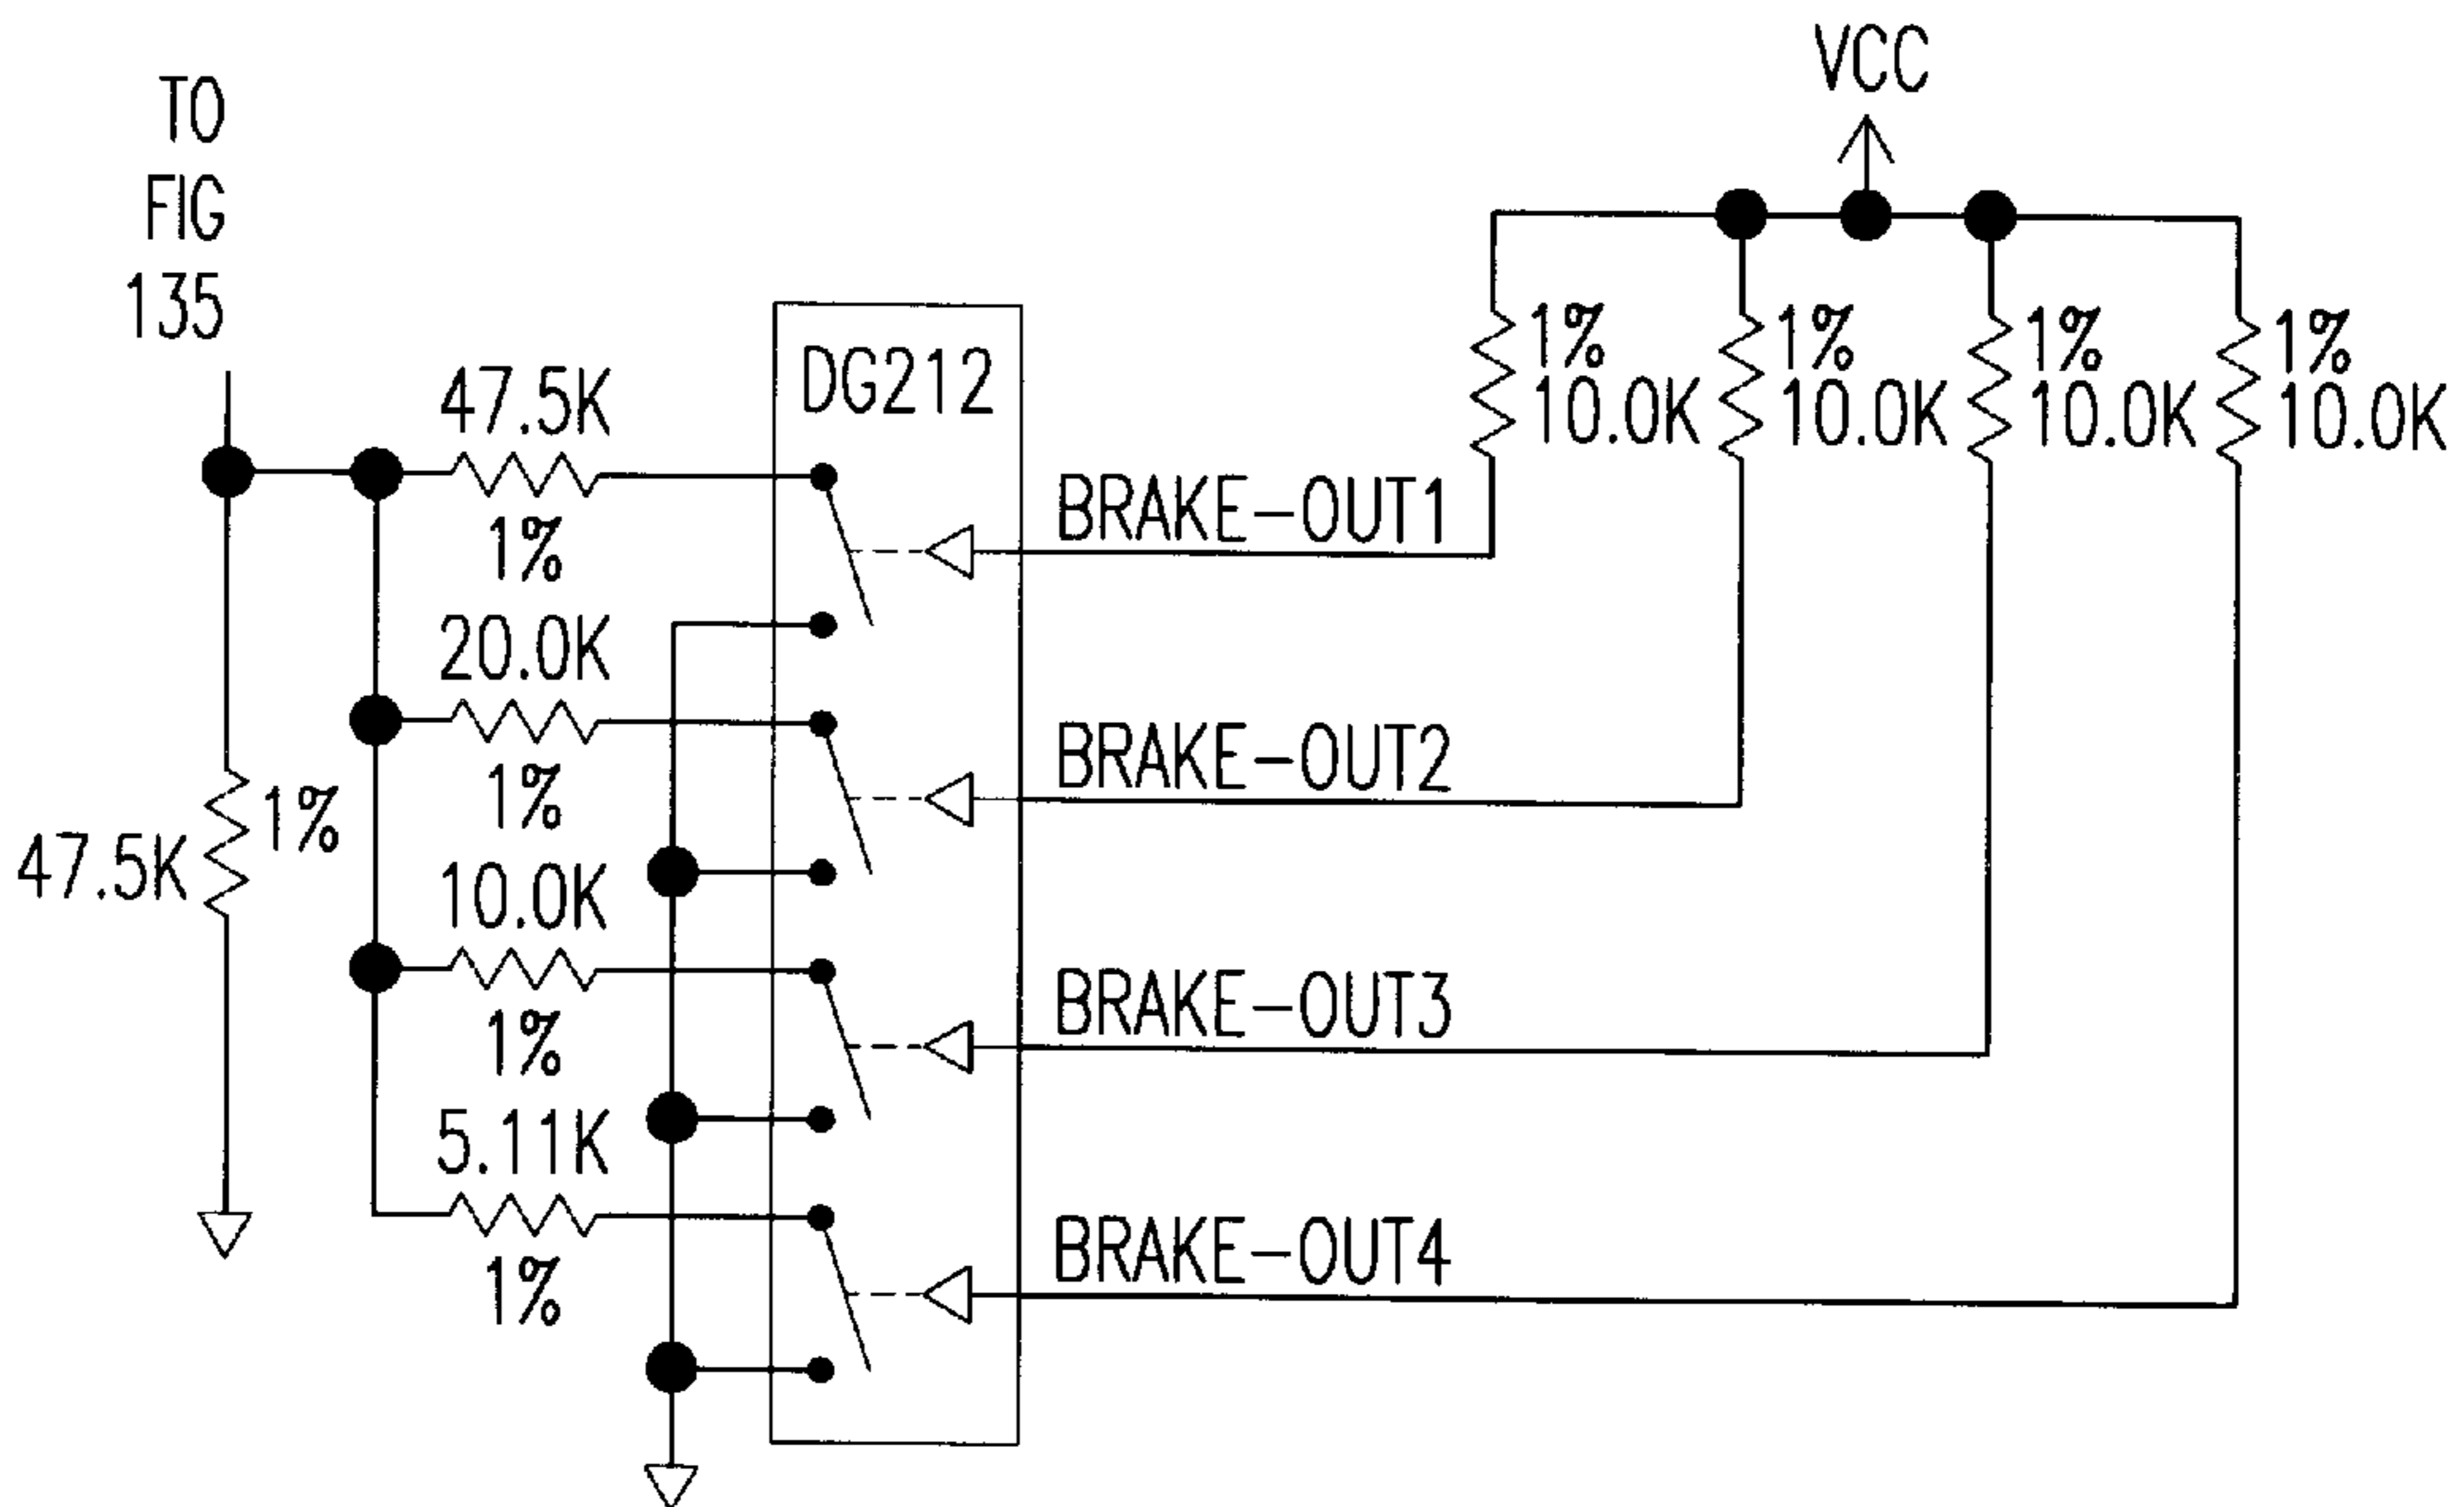 TO
FIG
135
VCC
DG212
47.5K
1%
20.0K
1%
10.0K
1%
5.11K
1%
47.5K
1%
BRAKE-OUT1
BRAKE-OUT2
BRAKE-OUT3
BRAKE-OUT4
1%
10.0K
1%
10.0K
1%
10.0K
1%
10.0K